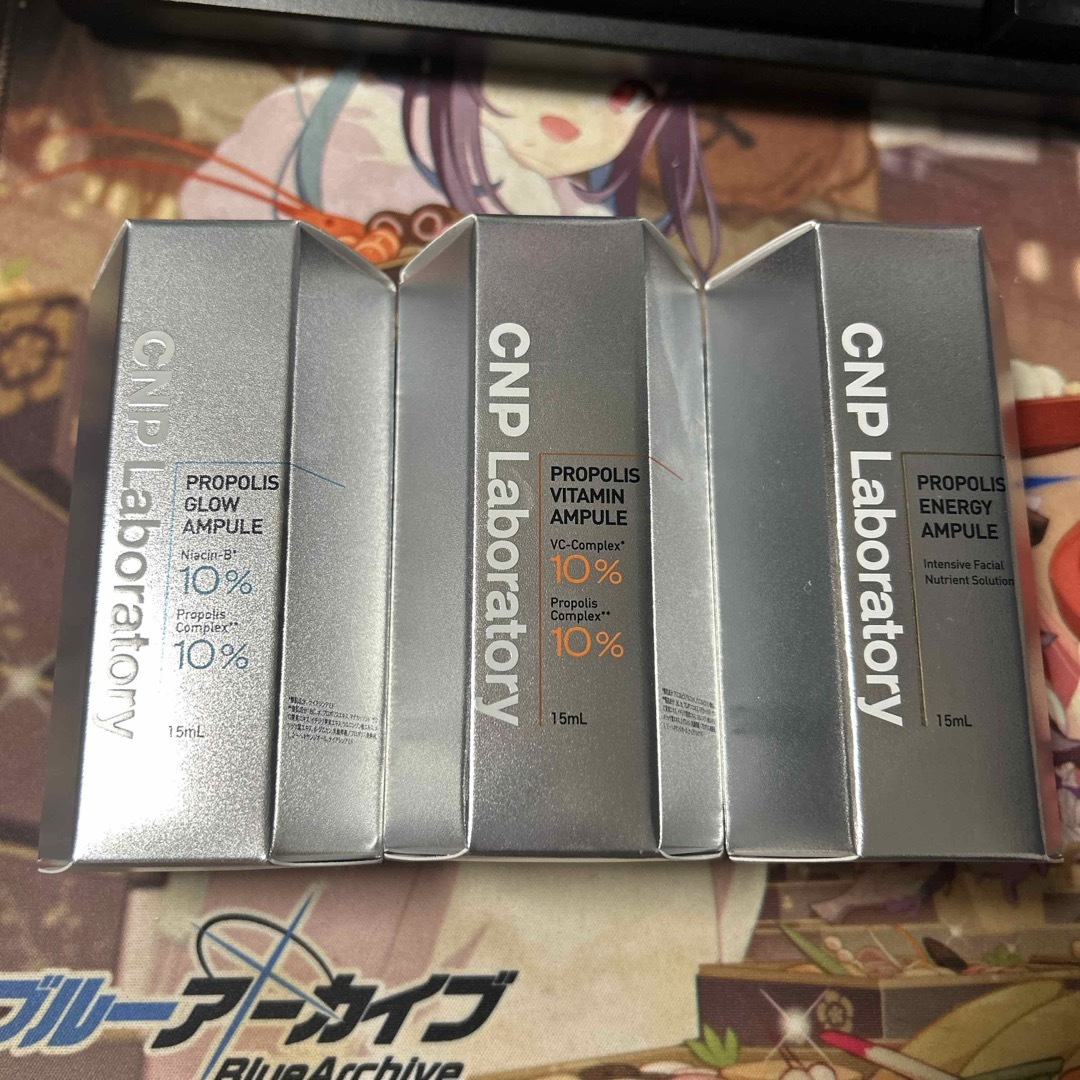 CNP Laboratory
PROPOLIS
GLOW
AMPULE
Niacin-B*
10%
Propolis
Complex**
10%
15mL
CNP Laboratory
PROPOLIS
VITAMIN
AMPULE
VC-Complex*
10%
Propolis
Complex**
10%
15mL
CNP Laboratory
PROPOLIS
ENERGY
AMPULE
Intensive Facial
Nutrient Solution
15mL
ブルーアーカイブ
BlueArchive